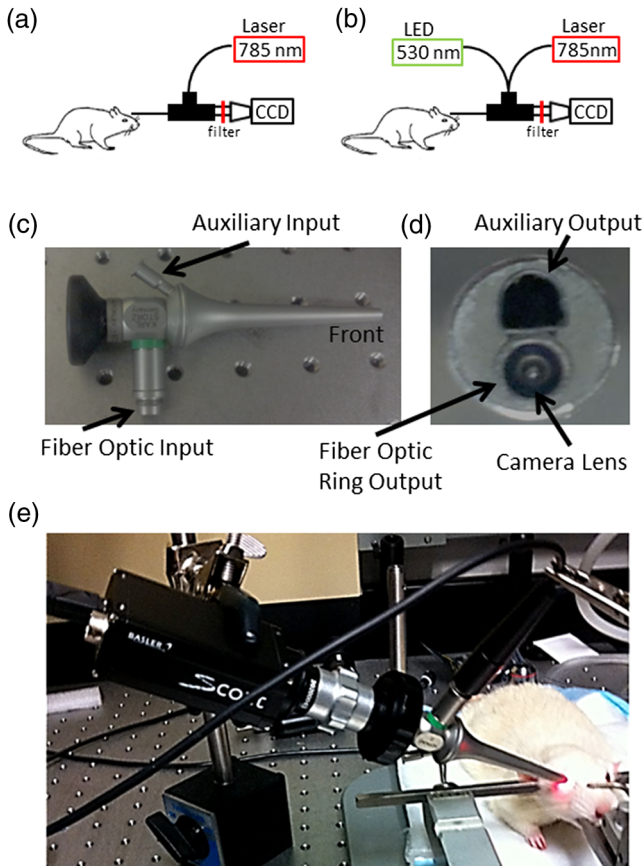 (a)
Laser
785 nm
filter
CCD
(b)
LED
530 nm
Laser
785nm
filter
CCD
(c)
Auxiliary Input
Front
Fiber Optic Input
STORZ
(d)
Auxiliary Output
Fiber Optic
Ring Output
Camera Lens
(e)
BASLER
SCOUT